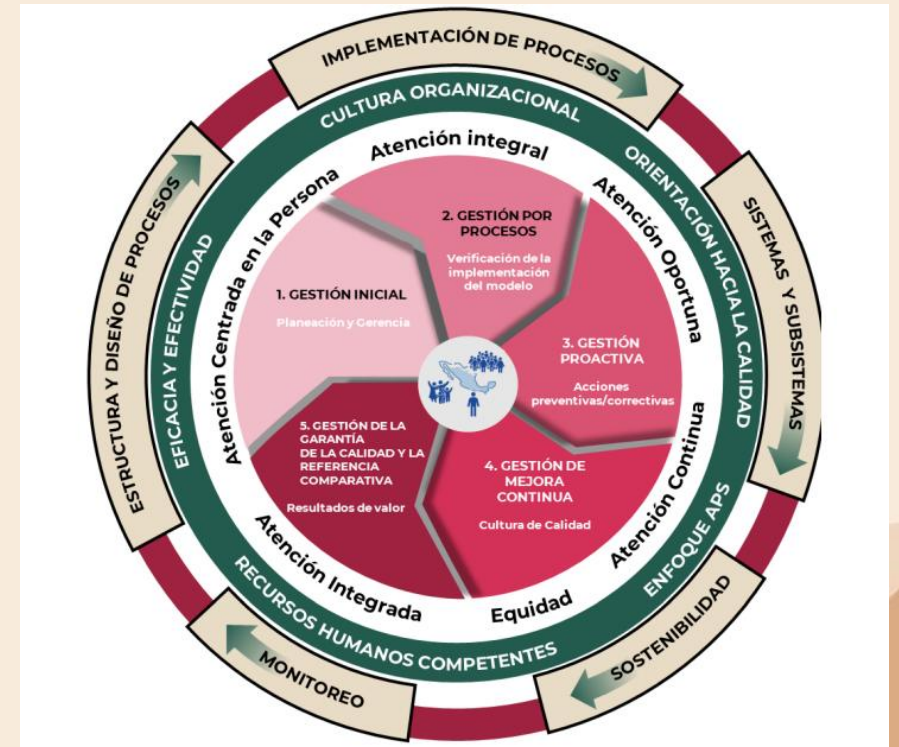 IMPLEMENTACIÓN DE PROCESOS
SISTEMAS Y SUBSISTEMAS
SOSTENIBILIDAD
MONITOREO
ESTRUCTURA Y DISEÑO DE PROCESOS
CULTURA ORGANIZACIONAL
ORIENTACIÓN HACIA LA CALIDAD
ENFOQUE APS
RECURSOS HUMANOS COMPETENTES
EFICACIA Y EFECTIVIDAD
Atención integral
Atención Oportuna
Atención Continua
Equidad
Atención Integrada
Atención Centrada en la Persona
1. GESTIÓN INICIAL
Planeación y Gerencia
2. GESTIÓN POR
PROCESOS
Verificación de la
implementación
del modelo
3. GESTIÓN
PROACTIVA
Acciones
preventivas/correctivas
4. GESTIÓN DE
MEJORA
CONTINUA
Cultura de Calidad
5. GESTIÓN DE LA
GARANTÍA
DE LA CALIDAD Y LA
REFERENCIA
COMPARATIVA
Resultados de valor